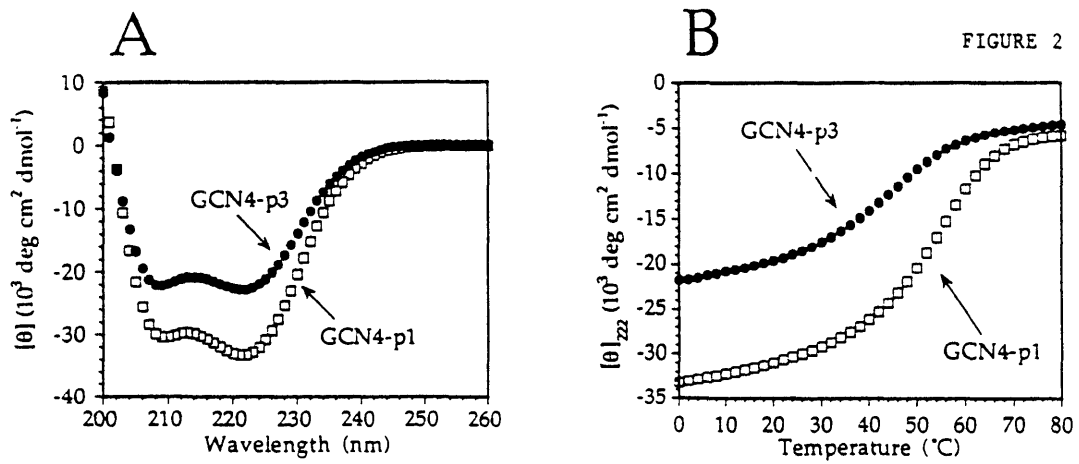 A
B
FIGURE 2
[θ] (10³ deg cm² dmol⁻¹)
10
0
-10
-20
-30
-40
GCN4-p3
GCN4-p1
200 210 220 230 240 250 260
Wavelength (nm)
[θ]₂₂₂ (10³ deg cm² dmol⁻¹)
0
-5
-10
-15
-20
-25
-30
-35
GCN4-p3
GCN4-p1
0 10 20 30 40 50 60 70 80
Temperature (°C)